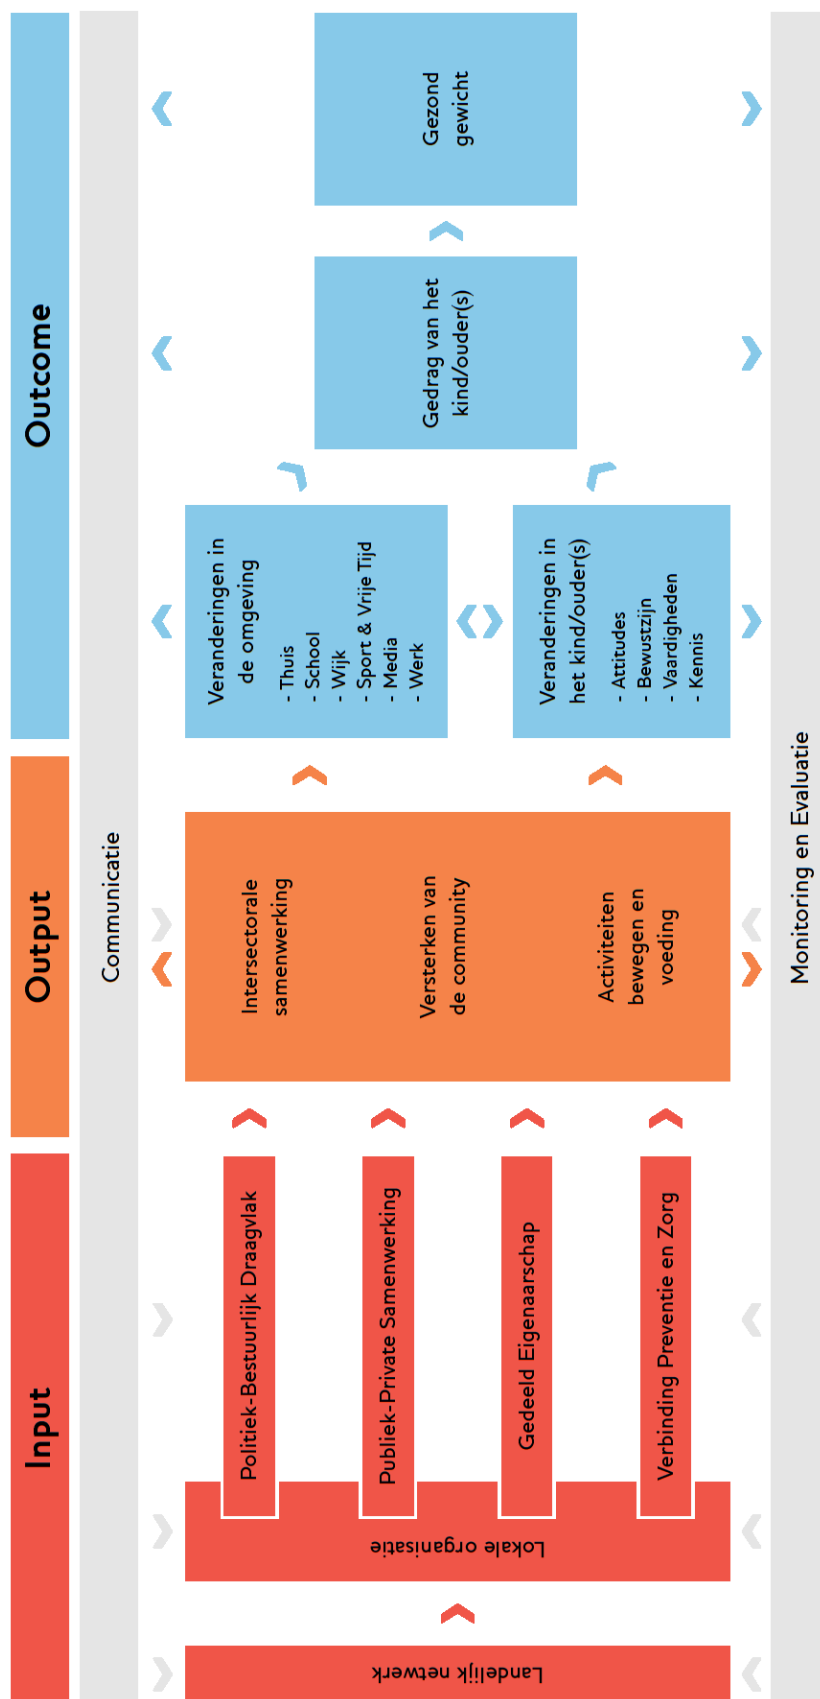 Input
Output
Outcome
Communicatie
Landelijk netwerk
Lokale organisatie
Politiek-Bestuurlijk Draagvlak
Publiek-Private Samenwerking
Gedeeld Eigenaarschap
Verbinding Preventie en Zorg
Intersectorale
samenwerking
Versterken van
de community
Activiteiten
bewegen en
voeding
Veranderingen in
de omgeving
- Thuis
- School
- Wijk
- Sport & Vrije Tijd
- Media
- Werk
Veranderingen in
het kind/ouder(s)
- Attitudes
- Bewustzijn
- Vaardigheden
- Kennis
Gedrag van het
kind/ouder(s)
Gezond
gewicht
Monitoring en Evaluatie